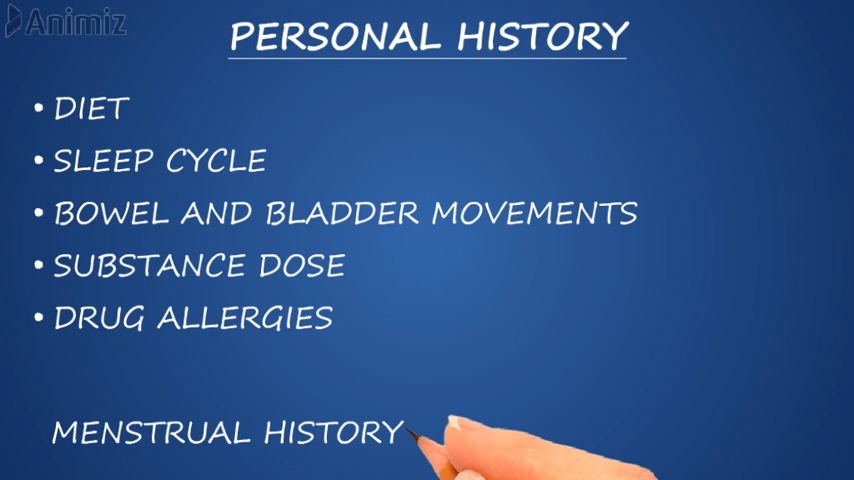 Animiz
PERSONAL HISTORY
• DIET
• SLEEP CYCLE
• BOWEL AND BLADDER MOVEMENTS
• SUBSTANCE DOSE
• DRUG ALLERGIES
MENSTRUAL HISTORY